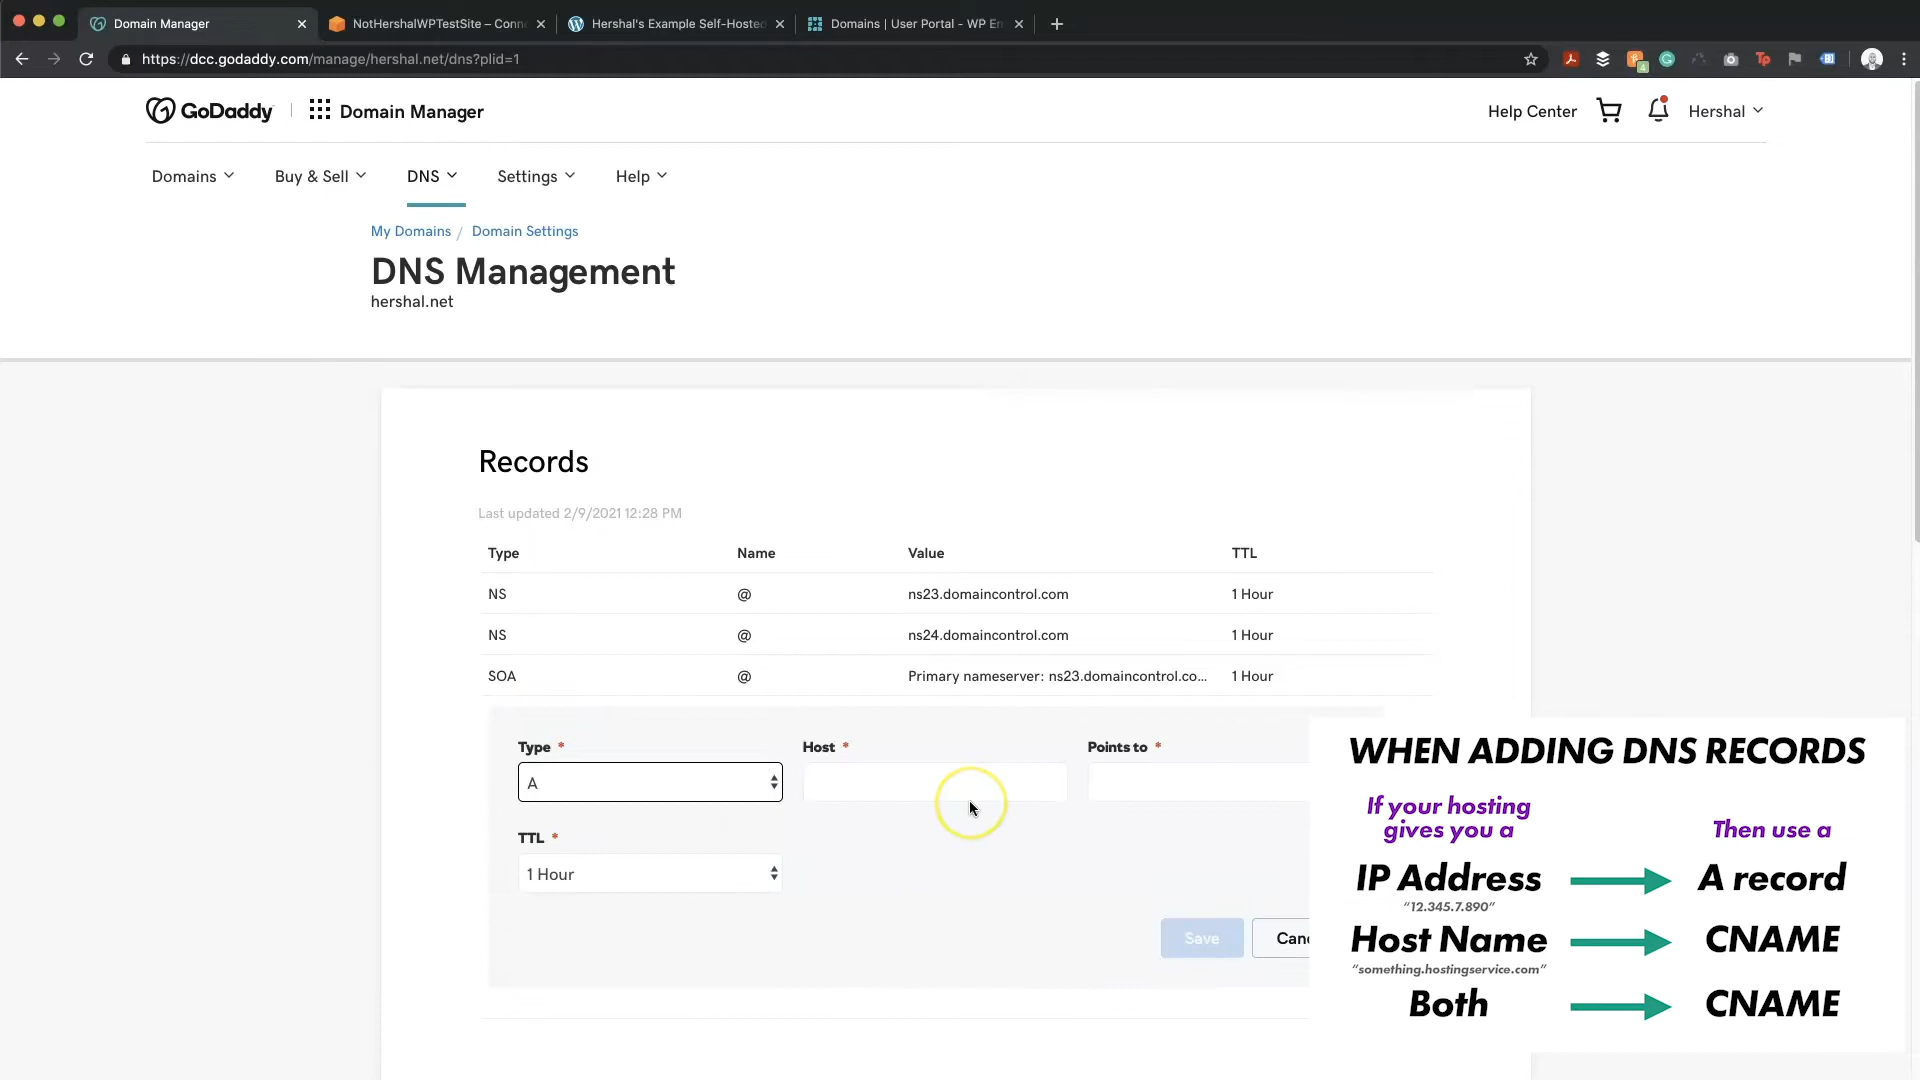 Domain Manager
NotHershalWPTestSite – Conn
Hershal's Example Self-Hosted
Domains | User Portal - WP En
https://dcc.godaddy.com/manage/hershal.net/dns?plid=1
4
Tp
GoDaddy
Domain Manager
Help Center
Hershal
Domains
Buy & Sell
DNS
Settings
Help
My Domains / Domain Settings
DNS Management
hershal.net
Records
Last updated 2/9/2021 12:28 PM
Type Name Value TTL
NS @ ns23.domaincontrol.com 1 Hour
NS @ ns24.domaincontrol.com 1 Hour
SOA @ Primary nameserver: ns23.domaincontrol.co... 1 Hour
Type * Host * Points to *
A
TTL *
1 Hour
Save
Canc
WHEN ADDING DNS RECORDS
If your hosting
gives you a
Then use a
IP Address A record
"12.345.7.890"
Host Name CNAME
"something.hostingservice.com"
Both CNAME